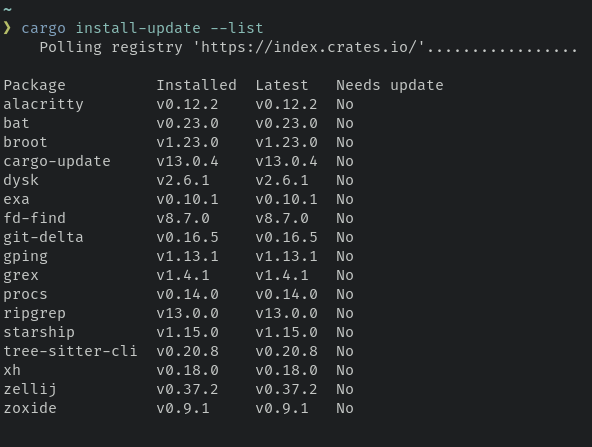 ~
❯ cargo install-update --list
    Polling registry 'https://index.crates.io/'.................

Package         Installed  Latest   Needs update
alacritty       v0.12.2    v0.12.2  No
bat             v0.23.0    v0.23.0  No
broot           v1.23.0    v1.23.0  No
cargo-update    v13.0.4    v13.0.4  No
dysk            v2.6.1     v2.6.1   No
exa             v0.10.1    v0.10.1  No
fd-find         v8.7.0     v8.7.0   No
git-delta       v0.16.5    v0.16.5  No
gping           v1.13.1    v1.13.1  No
grex            v1.4.1     v1.4.1   No
procs           v0.14.0    v0.14.0  No
ripgrep         v13.0.0    v13.0.0  No
starship        v1.15.0    v1.15.0  No
tree-sitter-cli  v0.20.8    v0.20.8  No
xh              v0.18.0    v0.18.0  No
zellij          v0.37.2    v0.37.2  No
zoxide          v0.9.1     v0.9.1   No